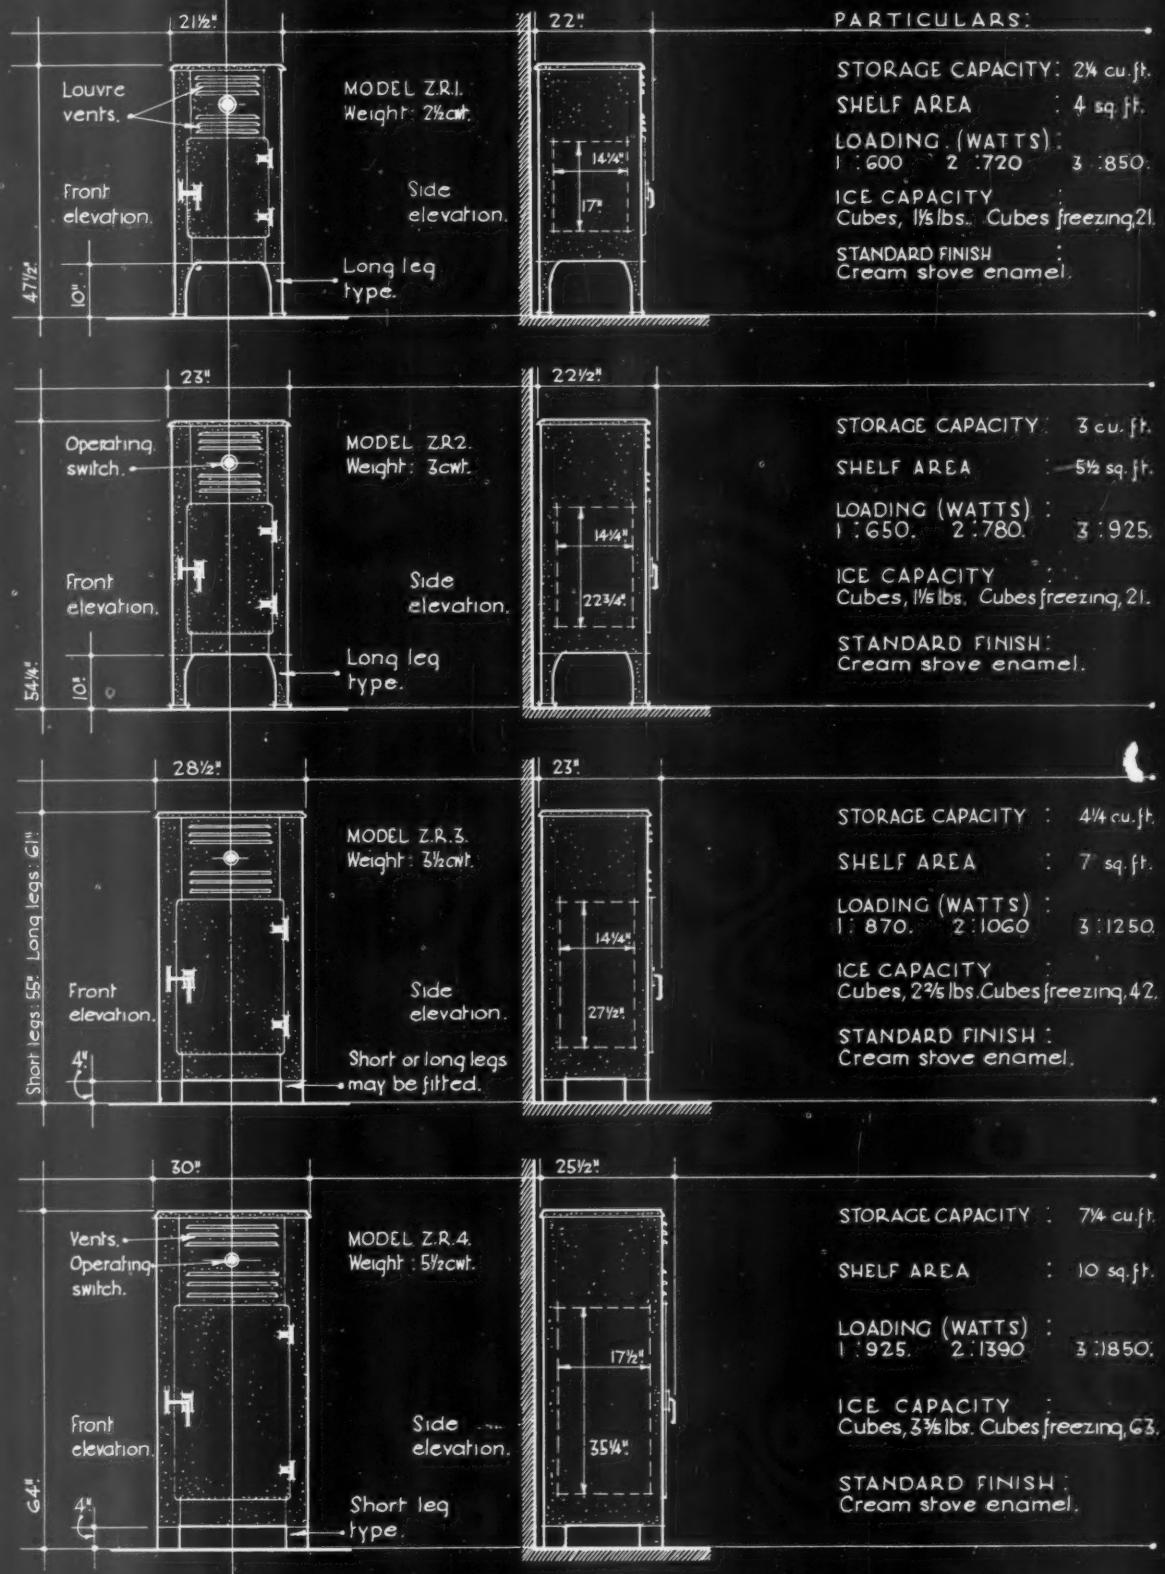 21½".
22".
PARTICULARS:
Louvre
vents.
MODEL Z.R.1.
Weight: 2½cwt.
STORAGE CAPACITY: 2¼ cu.ft.
SHELF AREA : 4 sq.ft.
LOADING (WATTS):
1 :600 2 :720 3 :850.
Front
elevation.
Side
elevation.
14¼"
17"
ICE CAPACITY
Cubes, 1⅕lbs. Cubes freezing, 21.
STANDARD FINISH :
Cream stove enamel.
47½"
10"
Long leg
type.
23".
22½".
Operating
switch.
MODEL Z.R.2.
Weight: 3cwt.
STORAGE CAPACITY : 3 cu.ft.
SHELF AREA : 5½ sq.ft.
LOADING (WATTS) :
1 :650. 2 :780. 3 :925.
Front
elevation.
Side
elevation.
14¼"
22¾".
ICE CAPACITY :
Cubes, 1⅕lbs. Cubes freezing, 21.
STANDARD FINISH:
Cream stove enamel.
54¼"
10".
Long leg
type.
28½".
23".
MODEL Z.R.3.
Weight: 3½cwt.
STORAGE CAPACITY : 4¼ cu.ft.
SHELF AREA : 7 sq.ft.
LOADING (WATTS) :
1: 870. 2:1060 3:1250.
Short legs: 55". Long legs: 61".
Front
elevation.
Side
elevation.
14¼".
27½".
ICE CAPACITY :
Cubes, 2⅖lbs. Cubes freezing, 42.
STANDARD FINISH :
Cream stove enamel.
4".
Short or long legs
may be fitted.
30".
25½".
Vents.
Operating
switch.
MODEL Z.R.4.
Weight: 5½cwt.
STORAGE CAPACITY : 7¼ cu.ft.
SHELF AREA : 10 sq.ft.
LOADING (WATTS) :
1 :925. 2:1390 3:1850.
Front
elevation.
Side
elevation.
17½".
35¼".
ICE CAPACITY :
Cubes, 3⅗lbs. Cubes freezing, 63.
STANDARD FINISH :
Cream stove enamel.
64"
4".
Short leg
type.